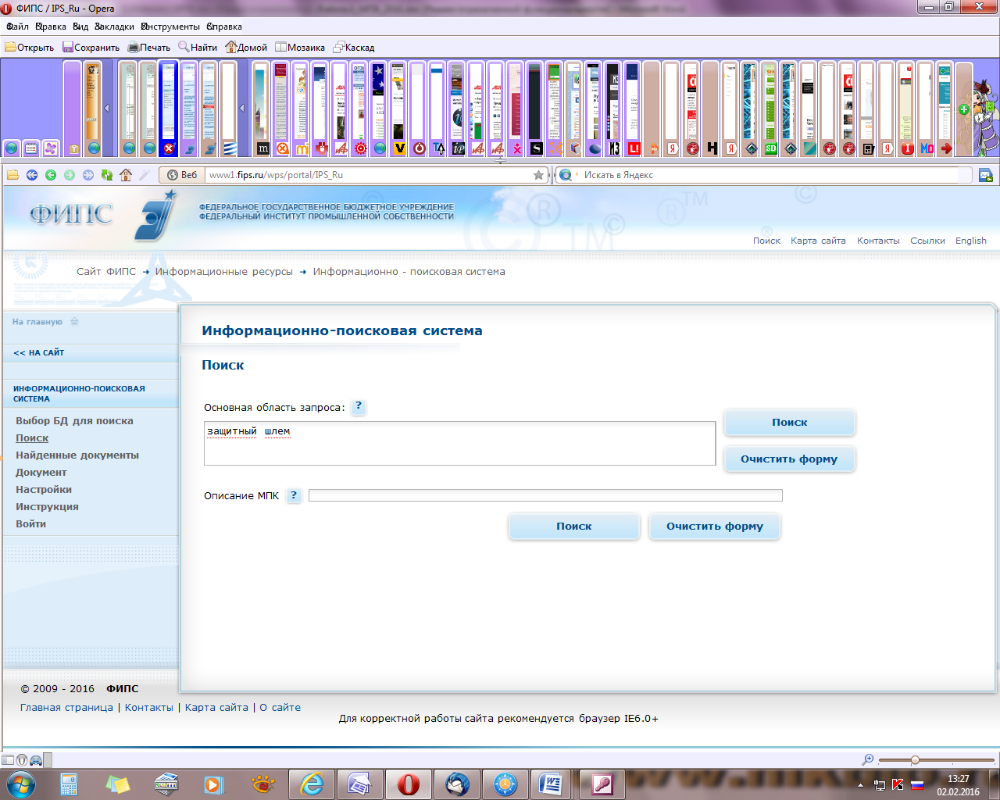 ФИПС / IPS_Ru - Opera
Файл Правка Вид Закладки Инструменты Справка
Открыть Сохранить Печать Найти Домой Мозаика Каскад
Веб www1.fips.ru/wps/portal/IPS_Ru Искать в Яндекс
ФИПС
ФЕДЕРАЛЬНОЕ ГОСУДАРСТВЕННОЕ БЮДЖЕТНОЕ УЧРЕЖДЕНИЕ
ФЕДЕРАЛЬНЫЙ ИНСТИТУТ ПРОМЫШЛЕННОЙ СОБСТВЕННОСТИ
Поиск Карта сайта Контакты Ссылки English
Сайт ФИПС → Информационные ресурсы → Информационно - поисковая система
На главную
<< НА САЙТ
ИНФОРМАЦИОННО-ПОИСКОВАЯ
СИСТЕМА
Выбор БД для поиска
Поиск
Найденные документы
Документ
Настройки
Инструкция
Войти
Информационно-поисковая система
Поиск
Основная область запроса: ?
защитный шлем
Поиск
Очистить форму
Описание МПК ?
Поиск Очистить форму
© 2009 - 2016 ФИПС
Главная страница | Контакты | Карта сайта | О сайте
Для корректной работы сайта рекомендуется браузер IE6.0+
13:27
02.02.2016